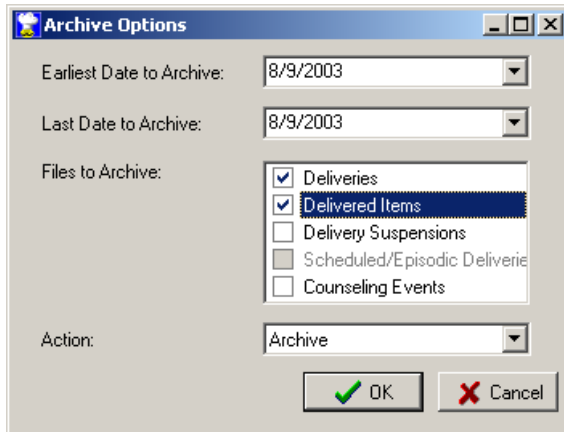 Archive Options
Earliest Date to Archive: 8/9/2003
Last Date to Archive: 8/9/2003
Files to Archive:
Deliveries
Delivered Items
Delivery Suspensions
Scheduled/Episodic Deliverie
Counseling Events
Action: Archive
OK Cancel